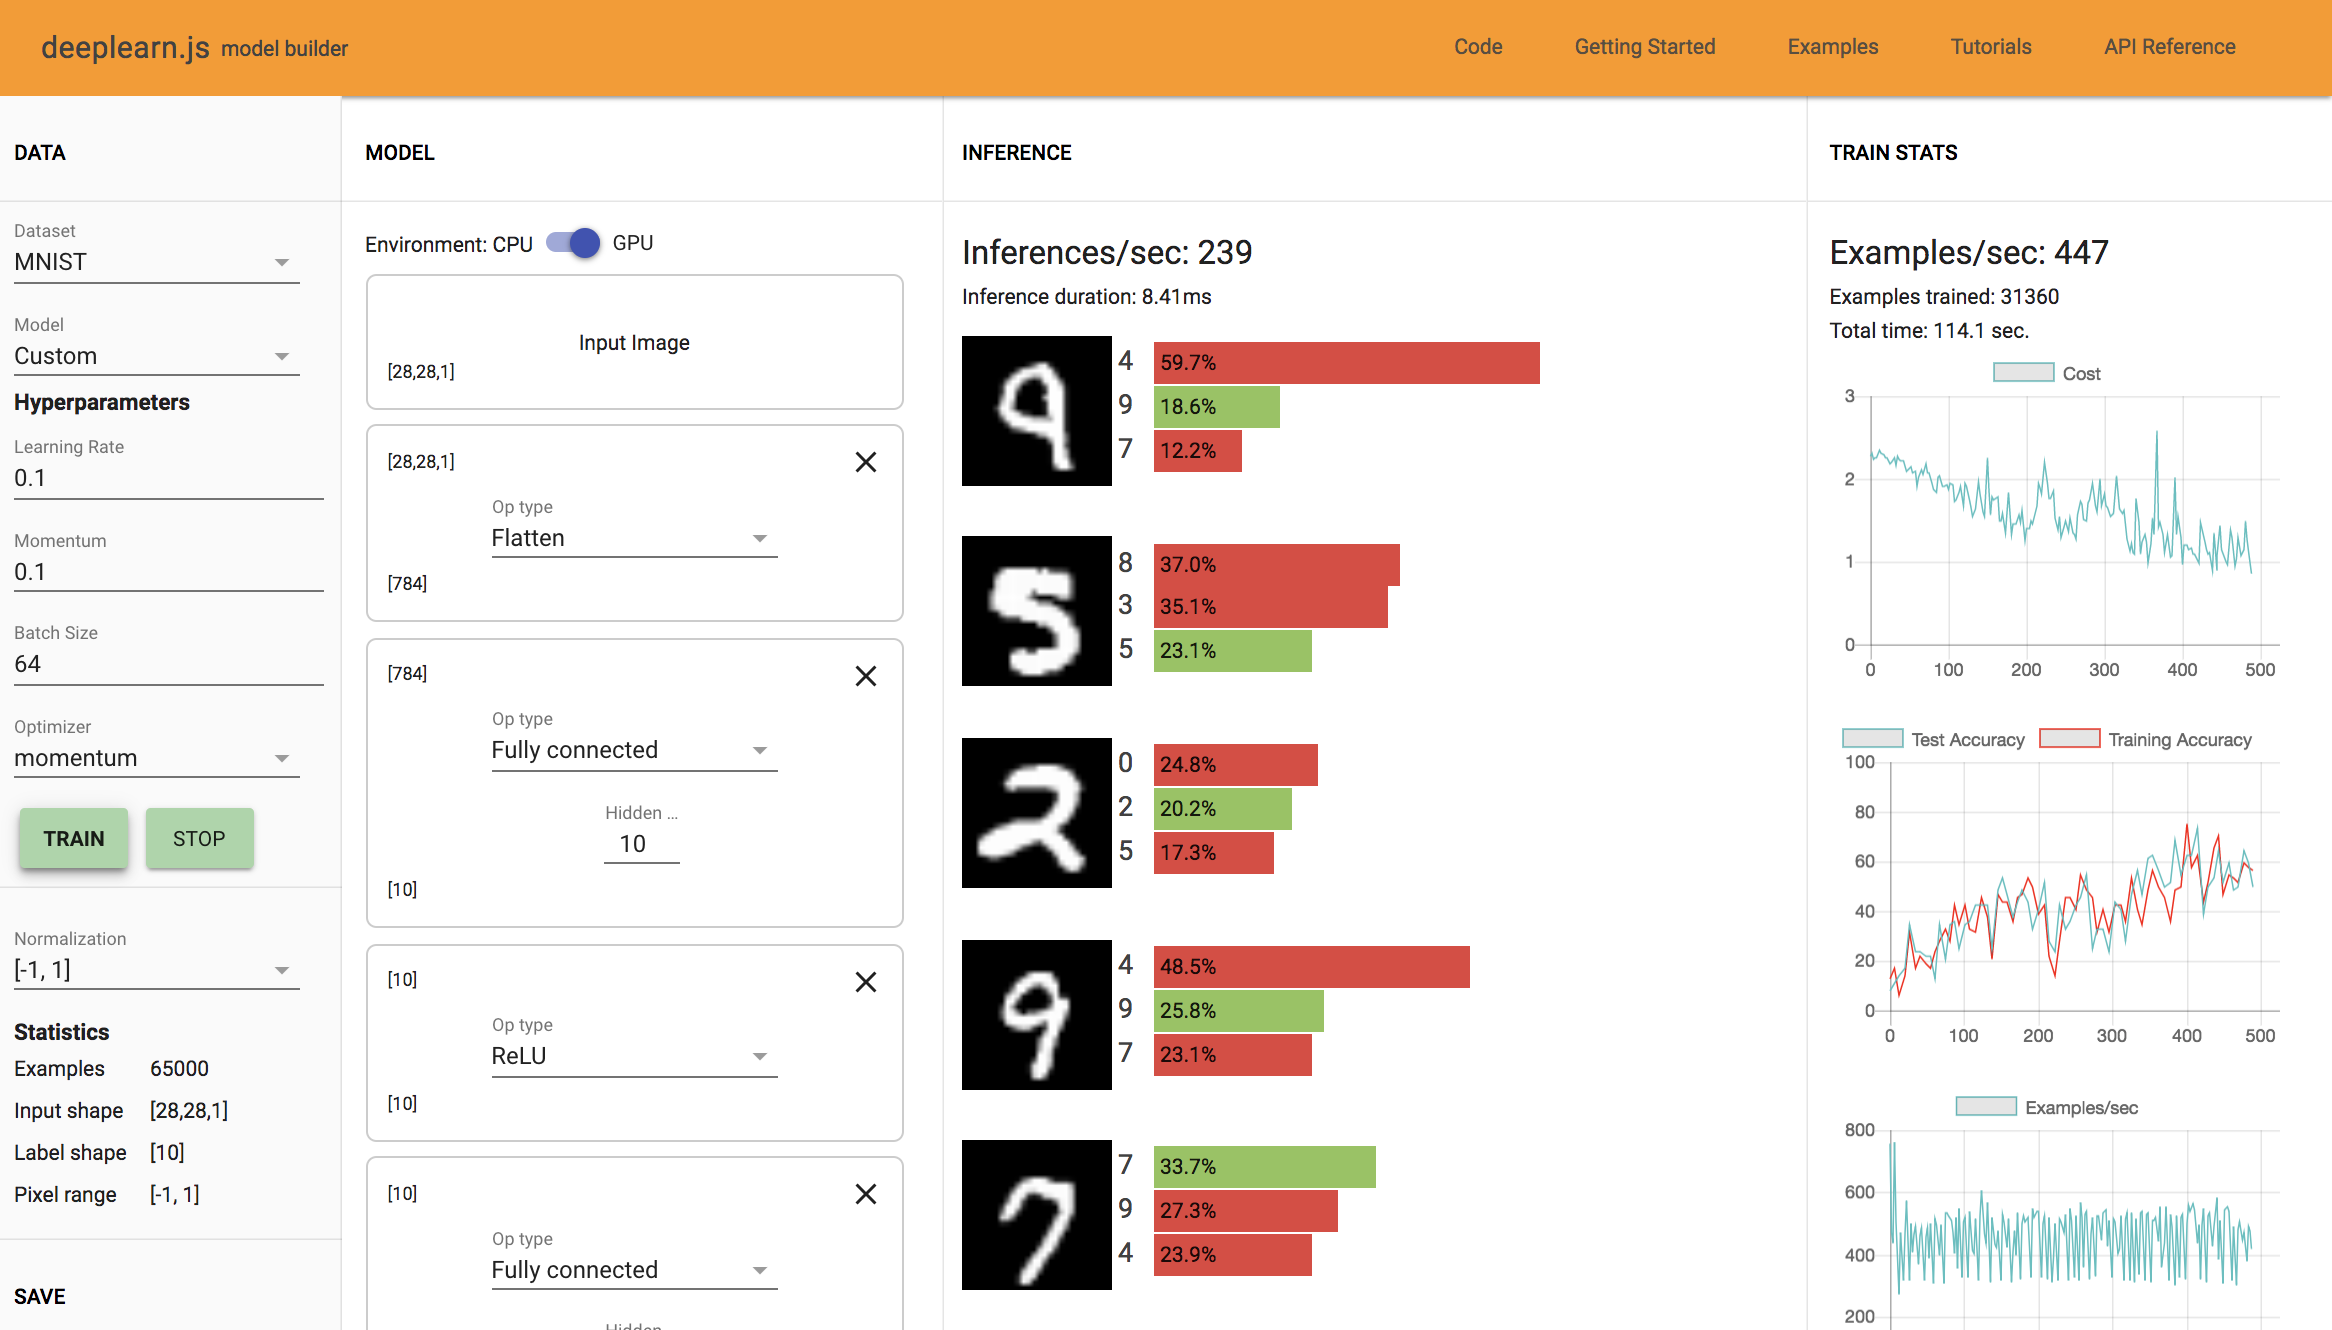 deeplearn.js model builder
Code Getting Started Examples Tutorials API Reference
DATA
Dataset
MNIST
Model
Custom
Hyperparameters
Learning Rate
0.1
Momentum
0.1
Batch Size
64
Optimizer
momentum
TRAIN STOP
Normalization
[-1, 1]
Statistics
Examples 65000
Input shape [28,28,1]
Label shape [10]
Pixel range [-1, 1]
SAVE
MODEL
Environment: CPU GPU
Input Image
[28,28,1]
[28,28,1]
Op type
Flatten
[784]
[784]
Op type
Fully connected
Hidden ...
10
[10]
[10]
Op type
ReLU
[10]
[10]
Op type
Fully connected
INFERENCE
Inferences/sec: 239
Inference duration: 8.41ms
9
4 59.7%
9 18.6%
7 12.2%
5
8 37.0%
3 35.1%
5 23.1%
2
0 24.8%
2 20.2%
5 17.3%
9
4 48.5%
9 25.8%
7 23.1%
7
7 33.7%
9 27.3%
4 23.9%
TRAIN STATS
Examples/sec: 447
Examples trained: 31360
Total time: 114.1 sec.
Cost
3
2
1
0
0 100 200 300 400 500
Test Accuracy Training Accuracy
100
80
60
40
20
0
0 100 200 300 400 500
Examples/sec
800
600
400
200